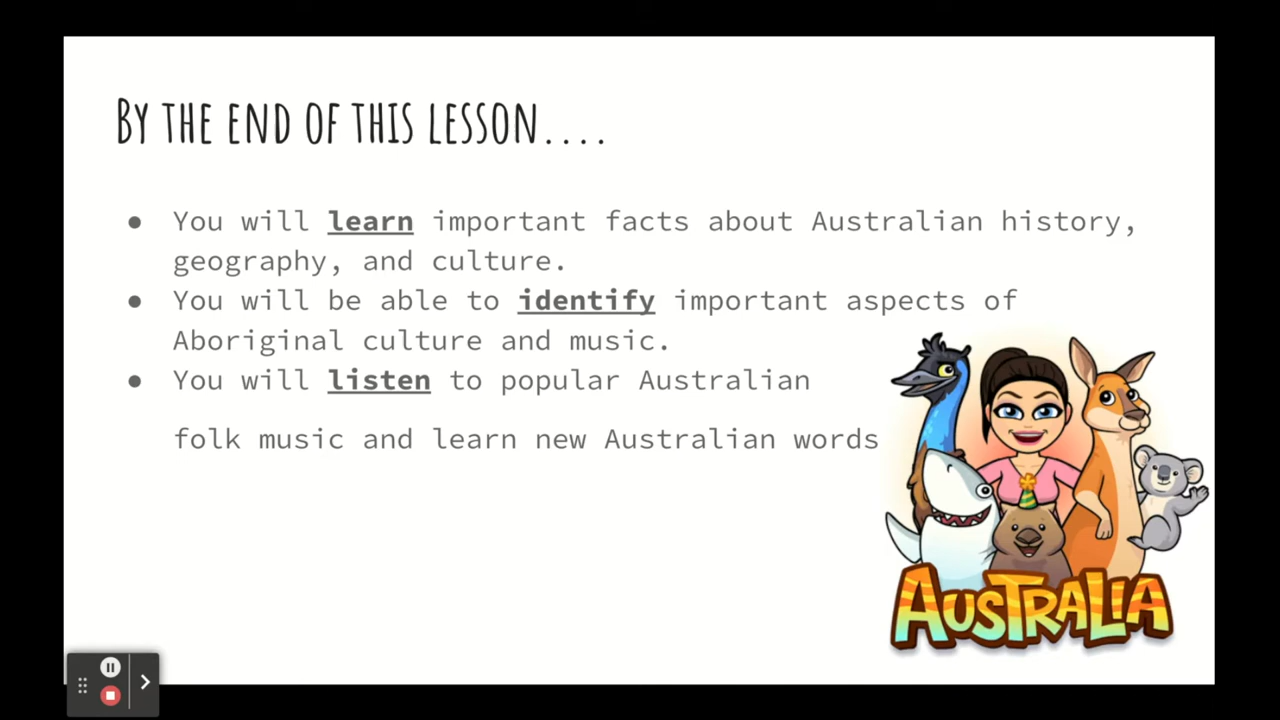 By the end of this lesson....
● You will learn important facts about Australian history,
geography, and culture.
● You will be able to identify important aspects of
Aboriginal culture and music.
● You will listen to popular Australian
folk music and learn new Australian words
AUSTRALIA